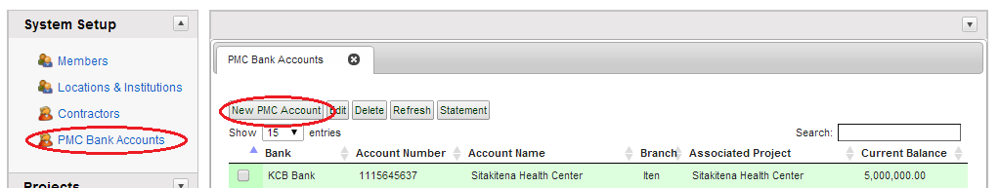 System Setup
Members
Locations & Institutions
Contractors
PMC Bank Accounts
Projects
PMC Bank Accounts
New PMC Account Edit Delete Refresh Statement
Show 15 entries Search:
Bank Account Number Account Name Branch Associated Project Current Balance
KCB Bank 1115645637 Sitakitena Health Center Iten Sitakitena Health Center 5,000,000.00